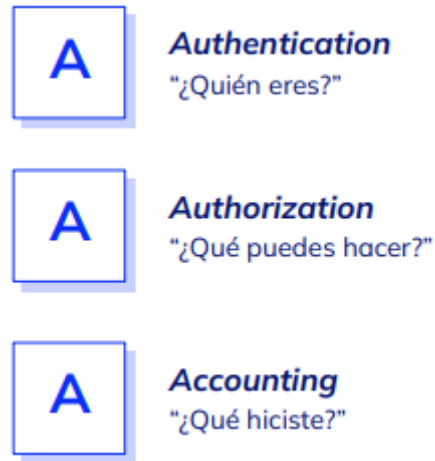 A
Authentication
“¿Quién eres?”
A
Authorization
“¿Qué puedes hacer?”
A
Accounting
“¿Qué hiciste?”